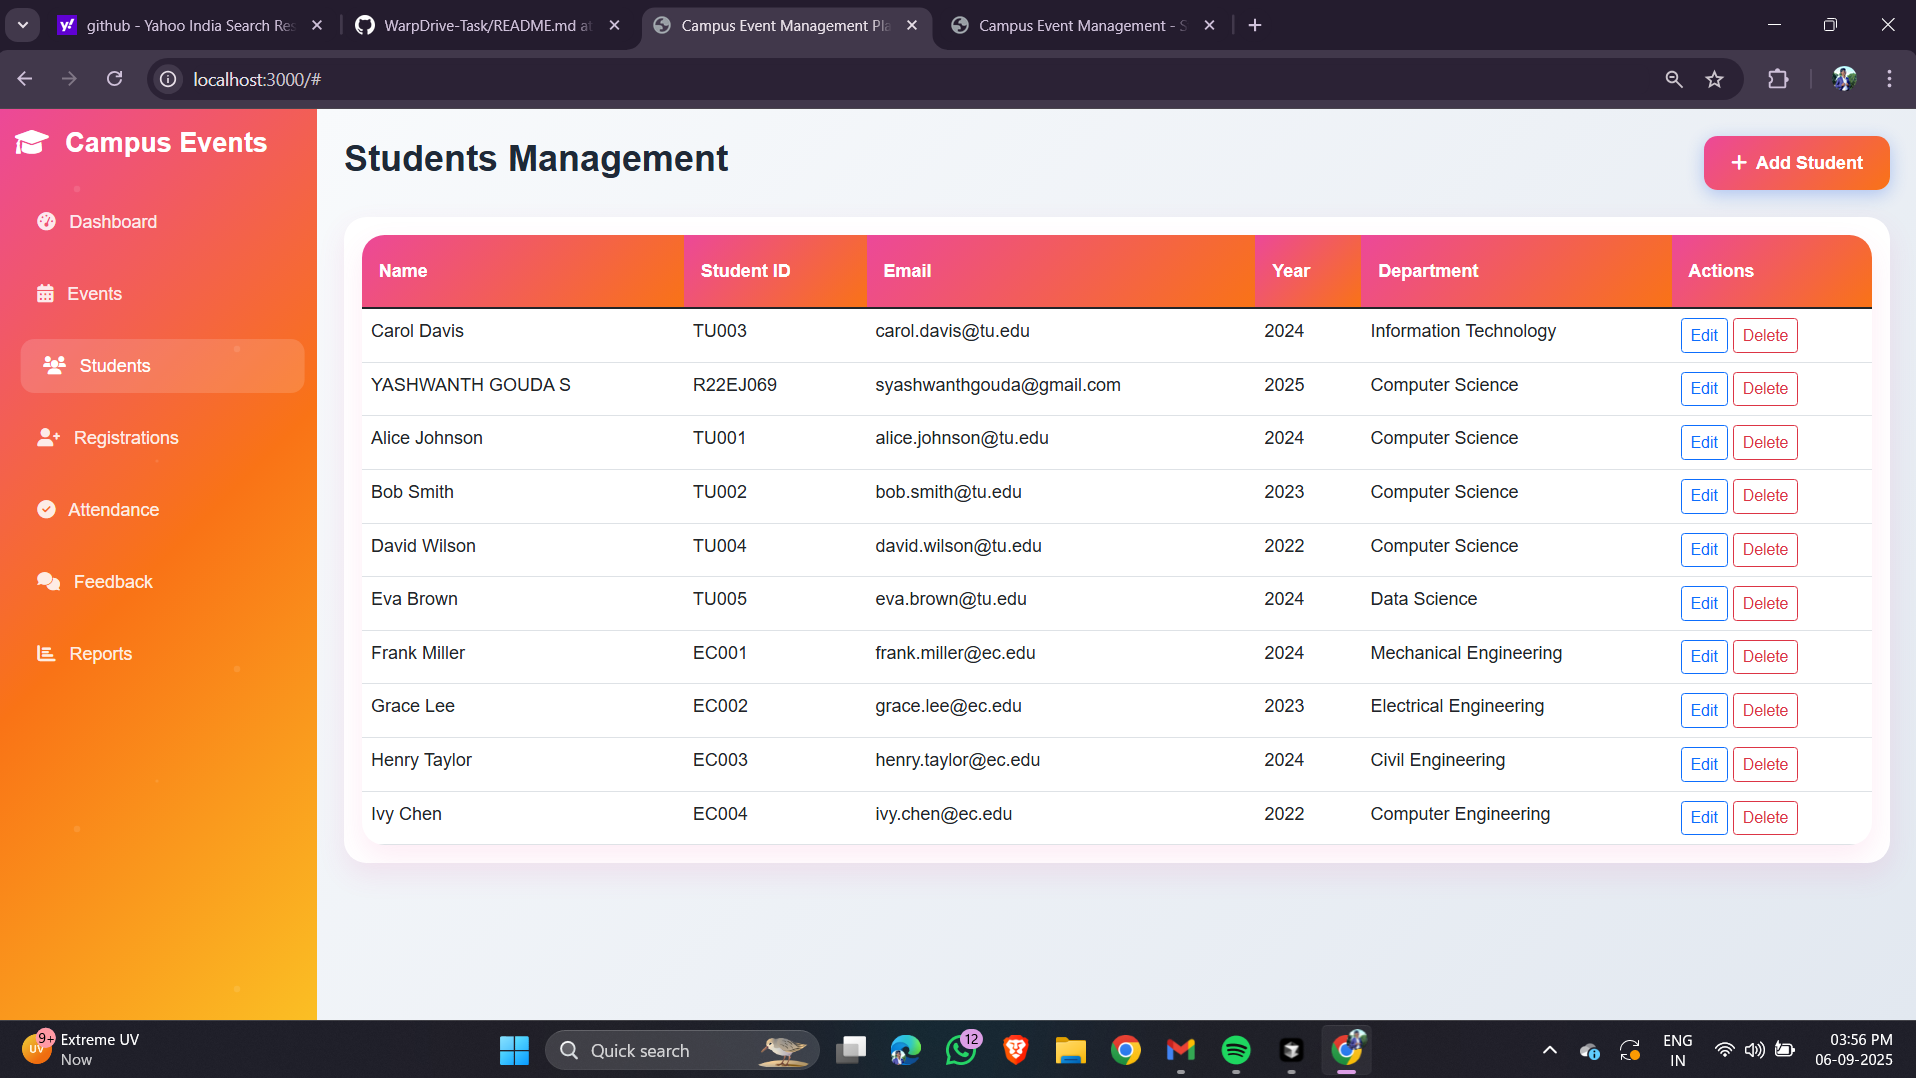 github - Yahoo India Search Res
WarpDrive-Task/README.md at
Campus Event Management Pla
Campus Event Management - S
localhost:3000/#
Campus Events
Dashboard
Events
Students
Registrations
Attendance
Feedback
Reports
Students Management
+ Add Student
Name Student ID Email Year Department Actions
Carol Davis TU003 carol.davis@tu.edu 2024 Information Technology Edit Delete
YASHWANTH GOUDA S R22EJ069 syashwanthgouda@gmail.com 2025 Computer Science Edit Delete
Alice Johnson TU001 alice.johnson@tu.edu 2024 Computer Science Edit Delete
Bob Smith TU002 bob.smith@tu.edu 2023 Computer Science Edit Delete
David Wilson TU004 david.wilson@tu.edu 2022 Computer Science Edit Delete
Eva Brown TU005 eva.brown@tu.edu 2024 Data Science Edit Delete
Frank Miller EC001 frank.miller@ec.edu 2024 Mechanical Engineering Edit Delete
Grace Lee EC002 grace.lee@ec.edu 2023 Electrical Engineering Edit Delete
Henry Taylor EC003 henry.taylor@ec.edu 2024 Civil Engineering Edit Delete
Ivy Chen EC004 ivy.chen@ec.edu 2022 Computer Engineering Edit Delete
UV 9+ Extreme UV
Now
Quick search
12
ENG
IN
03:56 PM
06-09-2025